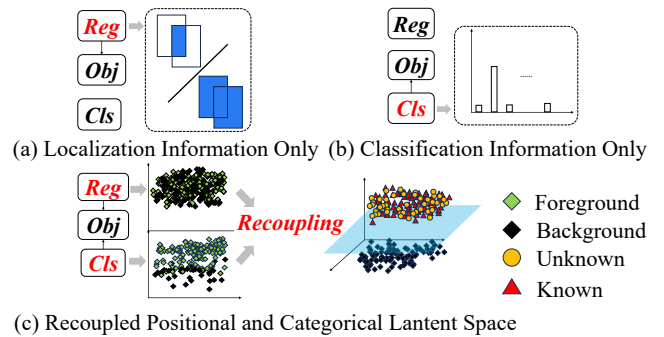 Reg
Obj
Cls
(a) Localization Information Only
Reg
Obj
Cls
......
(b) Classification Information Only
Reg
Obj
Cls
Recoupling
Foreground
Background
Unknown
Known
(c) Recoupled Positional and Categorical Lantent Space